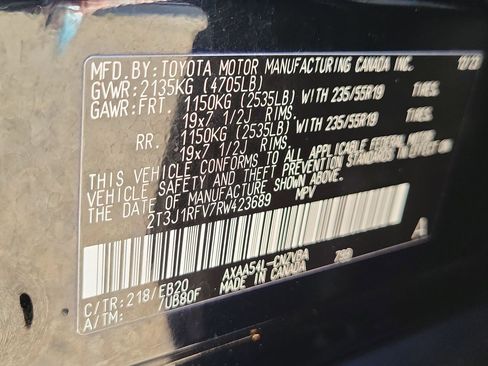 MFD. BY: TOYOTA MOTOR MANUFACTURING CANADA INC. 12/23
GVWR: 2135KG (4705LB)
GAWR: FRT. 1150KG (2535LB) WITH 235/55R19 TIRES,
19x7 1/2J RIMS.
RR. 1150KG (2535LB) WITH 235/55R19 TIRES,
19x7 1/2J RIMS.
THIS VEHICLE CONFORMS TO ALL APPLICABLE FEDERAL MOTOR
VEHICLE SAFETY AND THEFT PREVENTION STANDARDS IN EFFECT ON
THE DATE OF MANUFACTURE SHOWN ABOVE.
2T3J1RFV7RW423689 MPV
A
C/TR: 218/EB20 AXAA54L-CNZVBA
A/TM: /UB80F MADE IN CANADA